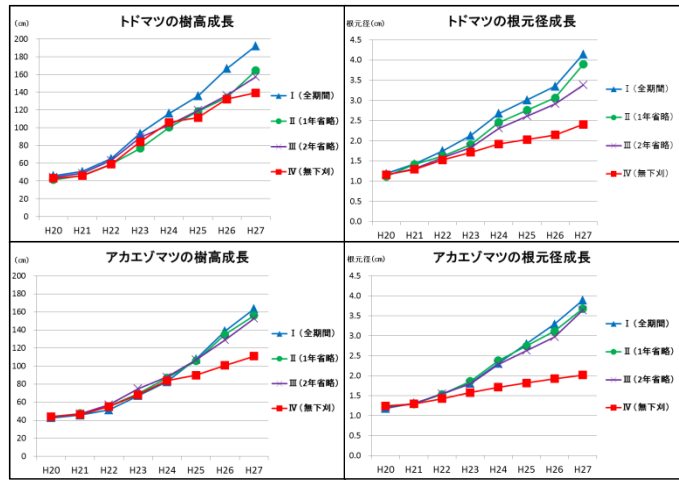 トドマツの樹高成長
(㎝)
200
180
160
140
120
100
80
60
40
20
0
H20 H21 H22 H23 H24 H25 H26 H27
Ⅰ(全期間)
Ⅱ(1年省略)
Ⅲ(2年省略)
Ⅳ(無下刈)
トドマツの根元径成長
根元径(㎝)
4.5
4.0
3.5
3.0
2.5
2.0
1.5
1.0
0.5
0.0
H20 H21 H22 H23 H24 H25 H26 H27
Ⅰ(全期間)
Ⅱ(1年省略)
Ⅲ(2年省略)
Ⅳ(無下刈)
アカエゾマツの樹高成長
(㎝)
200
180
160
140
120
100
80
60
40
20
0
H20 H21 H22 H23 H24 H25 H26 H27
Ⅰ(全期間)
Ⅱ(1年省略)
Ⅲ(2年省略)
Ⅳ(無下刈)
アカエゾマツの根元径成長
根元径(㎝)
4.5
4.0
3.5
3.0
2.5
2.0
1.5
1.0
0.5
0.0
H20 H21 H22 H23 H24 H25 H26 H27
Ⅰ(全期間)
Ⅱ(1年省略)
Ⅲ(2年省略)
Ⅳ(無下刈)